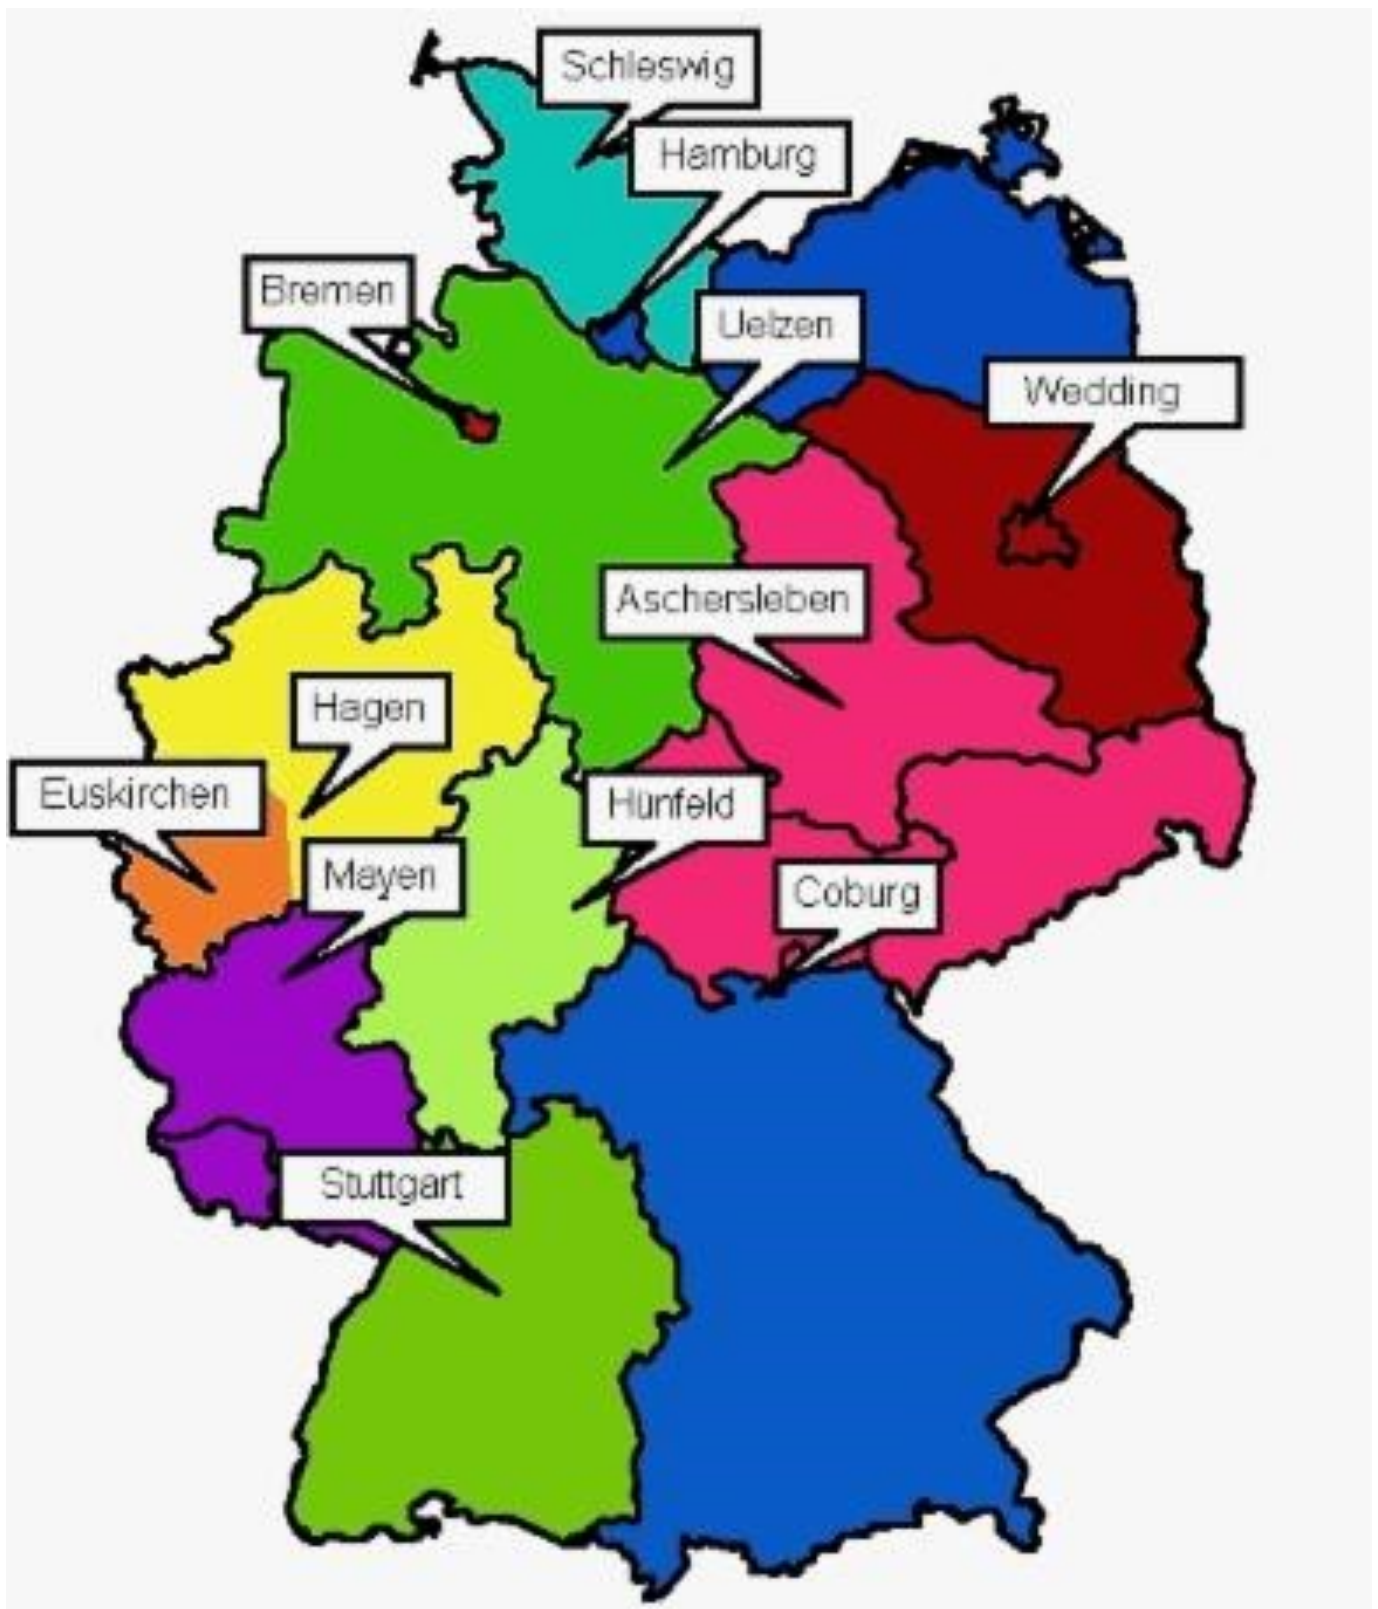 Schleswig
Hamburg
Bremen
Uelzen
Wedding
Aschersleben
Hagen
Euskirchen
Hünfeld
Mayen
Coburg
Stuttgart